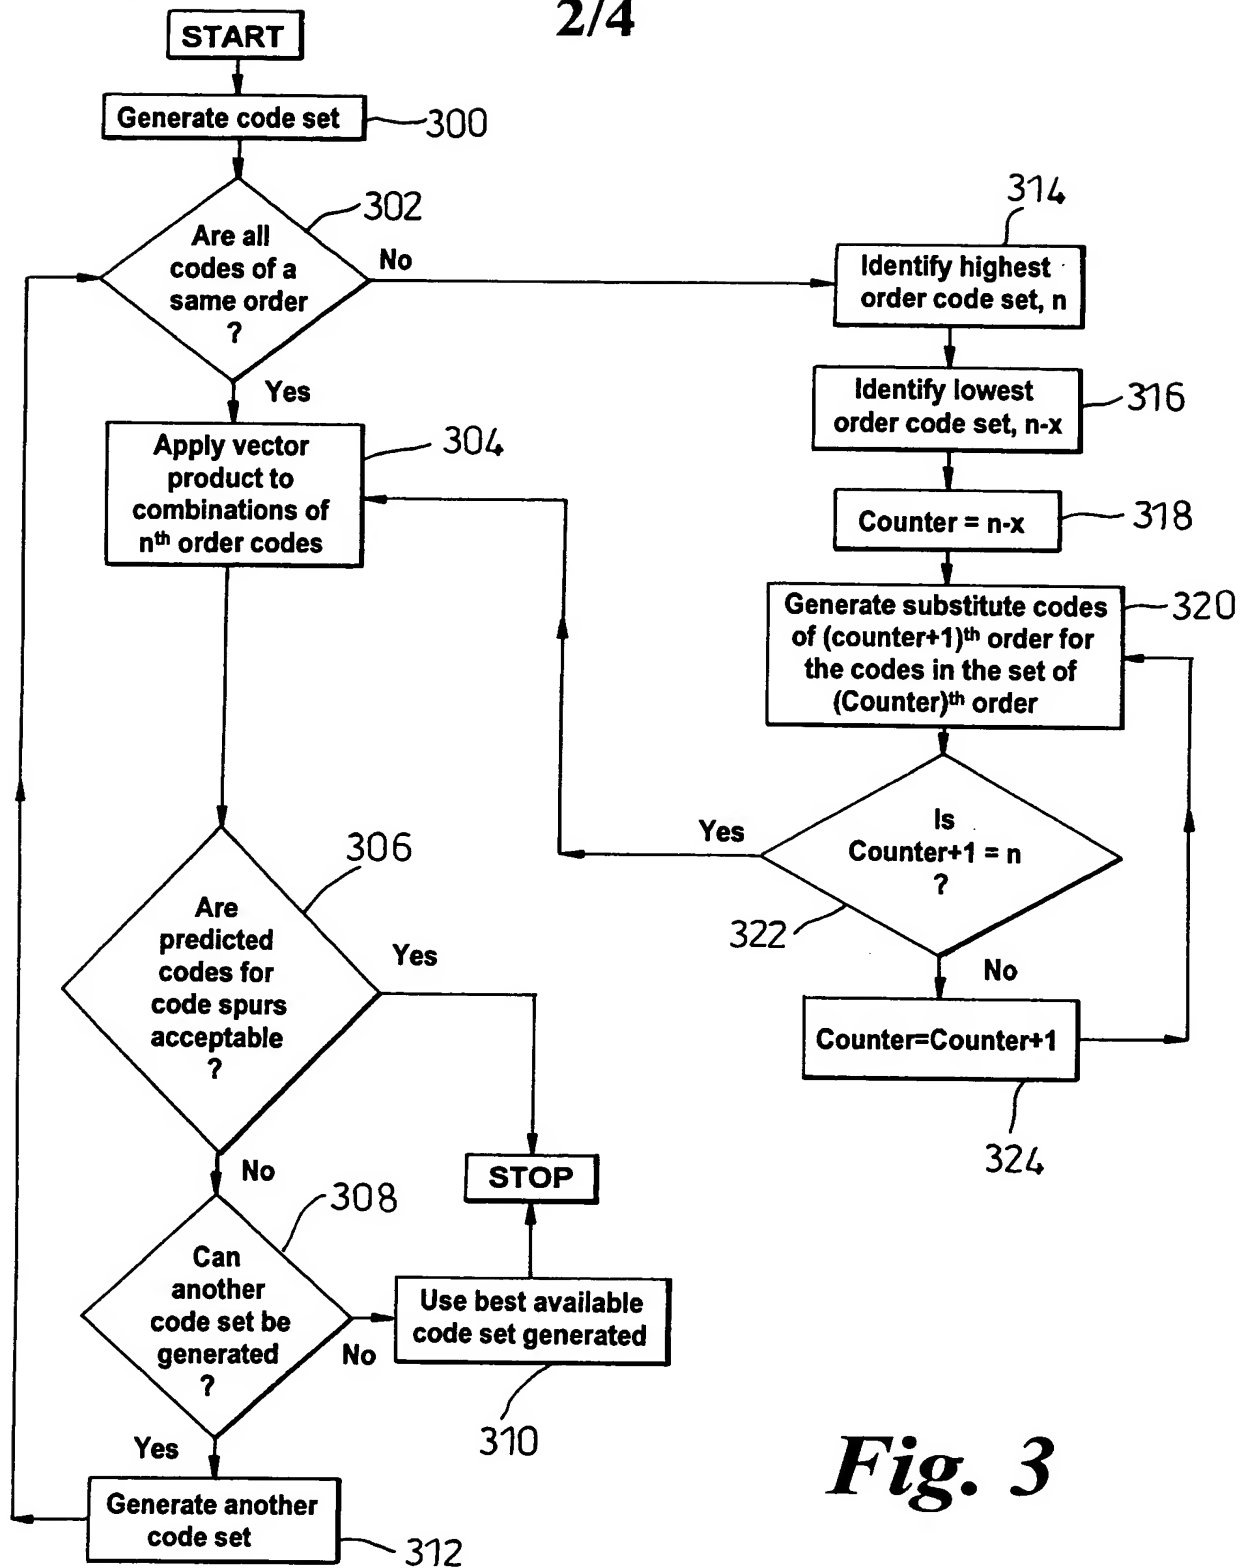 2/4
START
Generate code set
300
302
Are all
codes of a
same order
?
No
Yes
Apply vector
product to
combinations of
nth order codes
304
306
Are
predicted
codes for
code spurs
acceptable
?
Yes
No
STOP
308
Can
another
code set be
generated
?
No
Yes
Use best available
code set generated
310
Generate another
code set
312
314
Identify highest
order code set, n
Identify lowest
order code set, n-x
316
Counter = n-x
318
Generate substitute codes
of (counter+1)th order for
the codes in the set of
(Counter)th order
320
Is
Counter+1 = n
?
Yes
322
No
Counter=Counter+1
324
Fig. 3